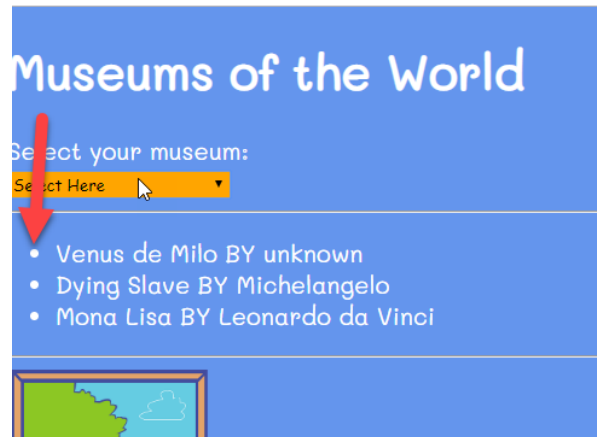 Museums of the World
Select your museum:
Select Here
Venus de Milo BY unknown
Dying Slave BY Michelangelo
Mona Lisa BY Leonardo da Vinci